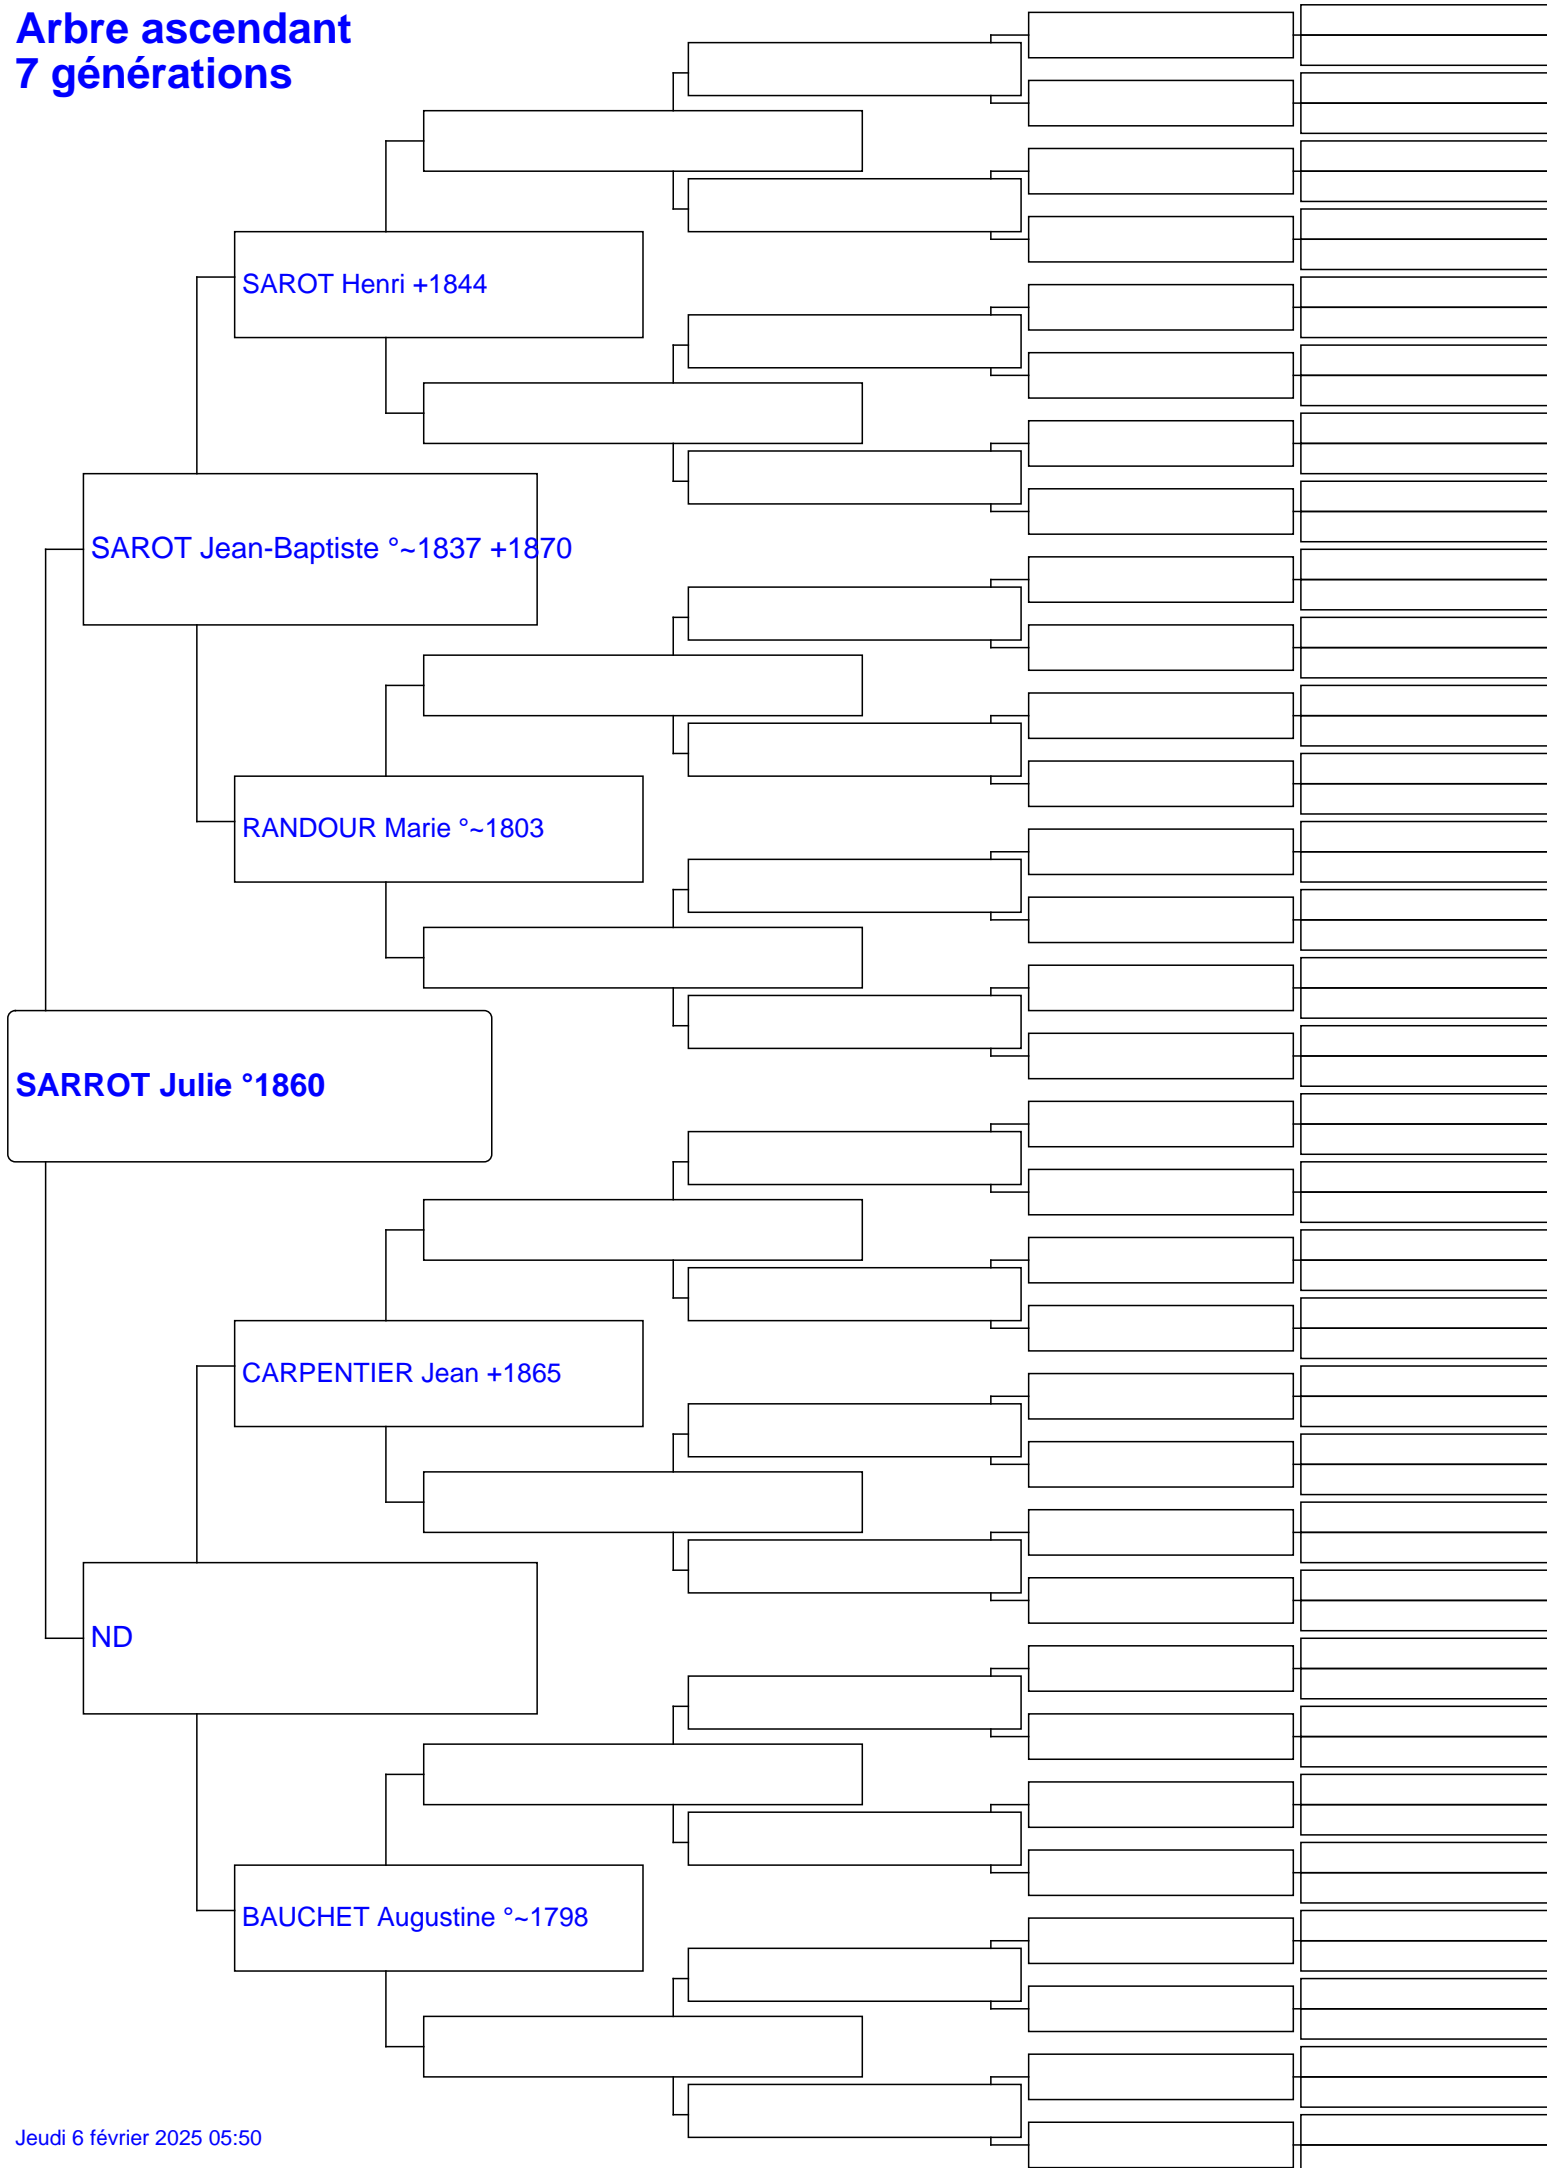 Arbre ascendant
7 générations
SAROT Henri +1844
SAROT Jean-Baptiste °~1837 +1870
RANDOUR Marie °~1803
SARROT Julie °1860
CARPENTIER Jean +1865
ND
BAUCHET Augustine °~1798
Jeudi 6 février 2025 05:50